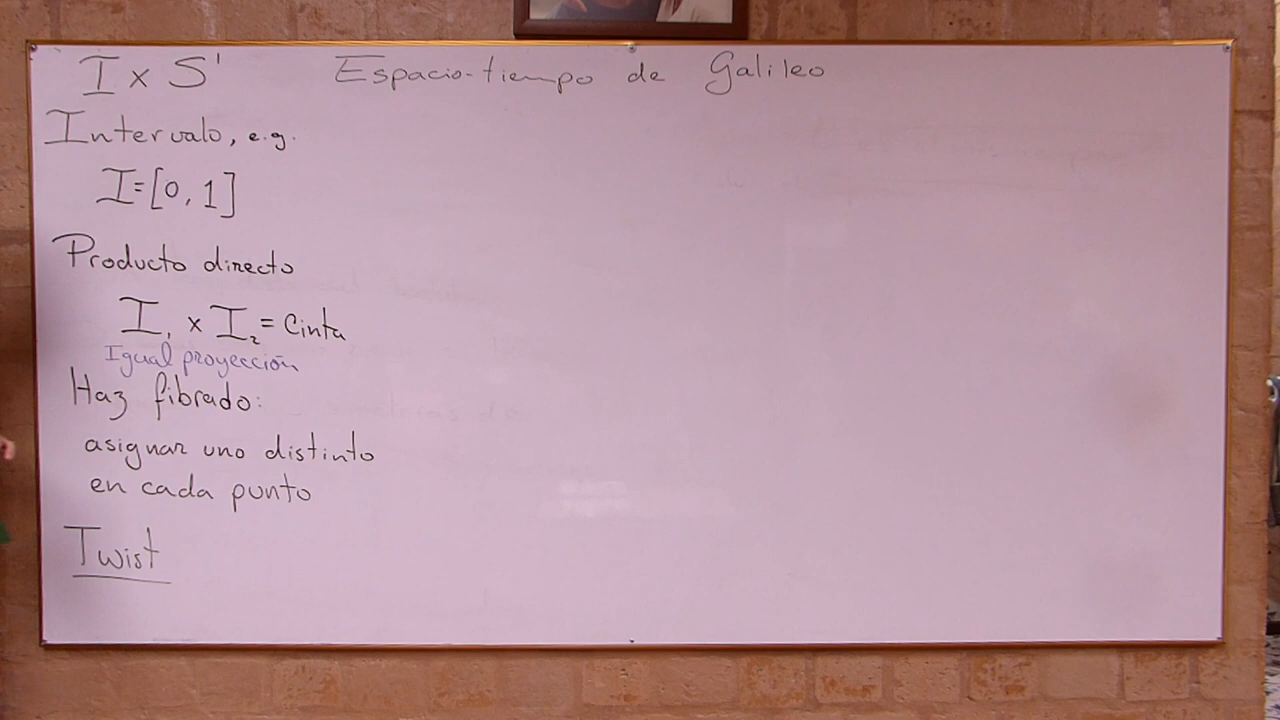 I x S¹
Espacio-tiempo de Galileo
Intervalo, e.g.
I=[0,1]
Producto directo
I₁ x I₂ = Cinta
Igual proyección
Haz fibrado:
asignar uno distinto
en cada punto
Twist